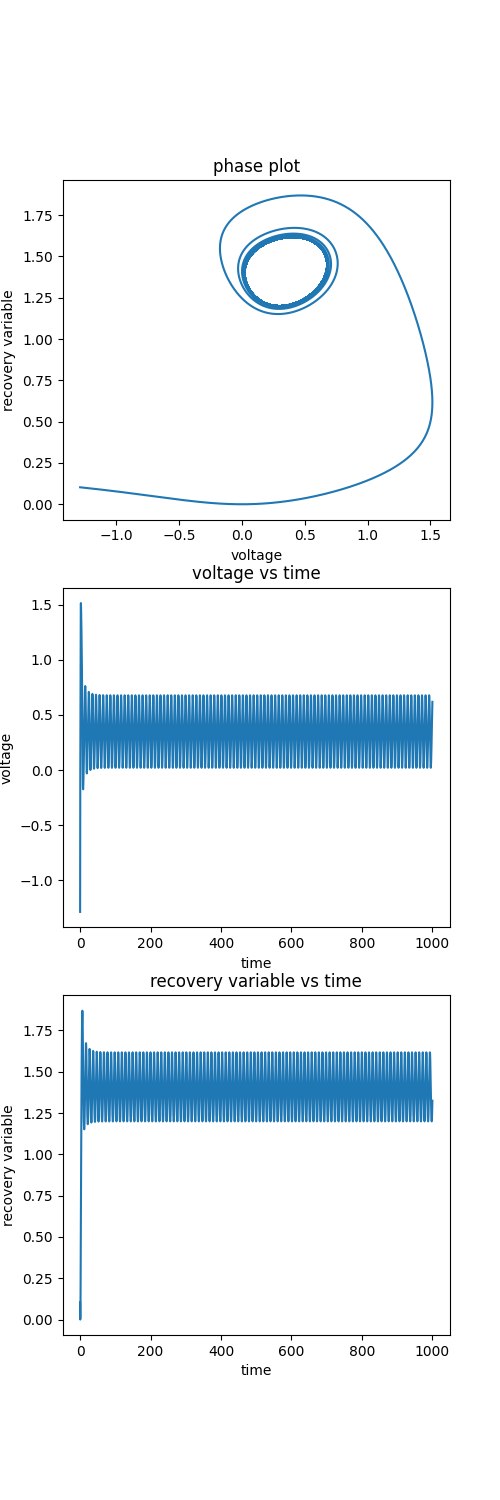 phase plot
1.75
1.50
1.25
1.00
0.75
0.50
0.25
0.00
recovery variable
−1.0 −0.5 0.0 0.5 1.0 1.5
voltage
voltage vs time
1.5
1.0
0.5
0.0
−0.5
−1.0
voltage
0 200 400 600 800 1000
time
recovery variable vs time
1.75
1.50
1.25
1.00
0.75
0.50
0.25
0.00
recovery variable
0 200 400 600 800 1000
time